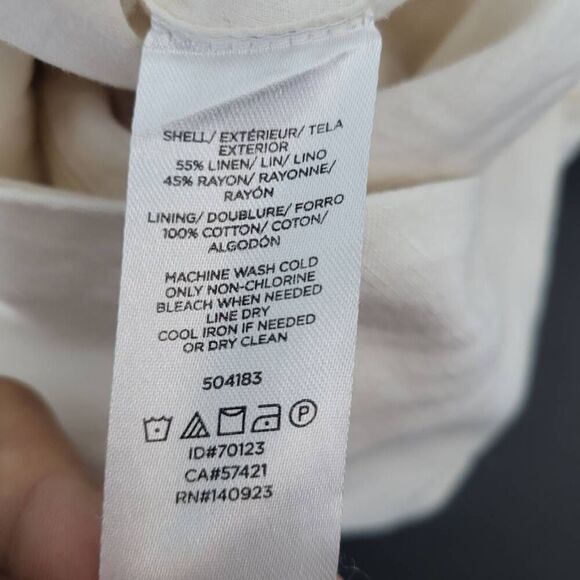 SHELL/ EXTÉRIEUR/ TELA
EXTERIOR
55% LINEN/ LIN/ LINO
45% RAYON/ RAYONNE/
RAYÓN
LINING/ DOUBLURE/ FORRO
100% COTTON/ COTON/
ALGODÓN
MACHINE WASH COLD
ONLY NON-CHLORINE
BLEACH WHEN NEEDED
LINE DRY
COOL IRON IF NEEDED
OR DRY CLEAN
504183
P
ID#70123
CA#57421
RN#140923